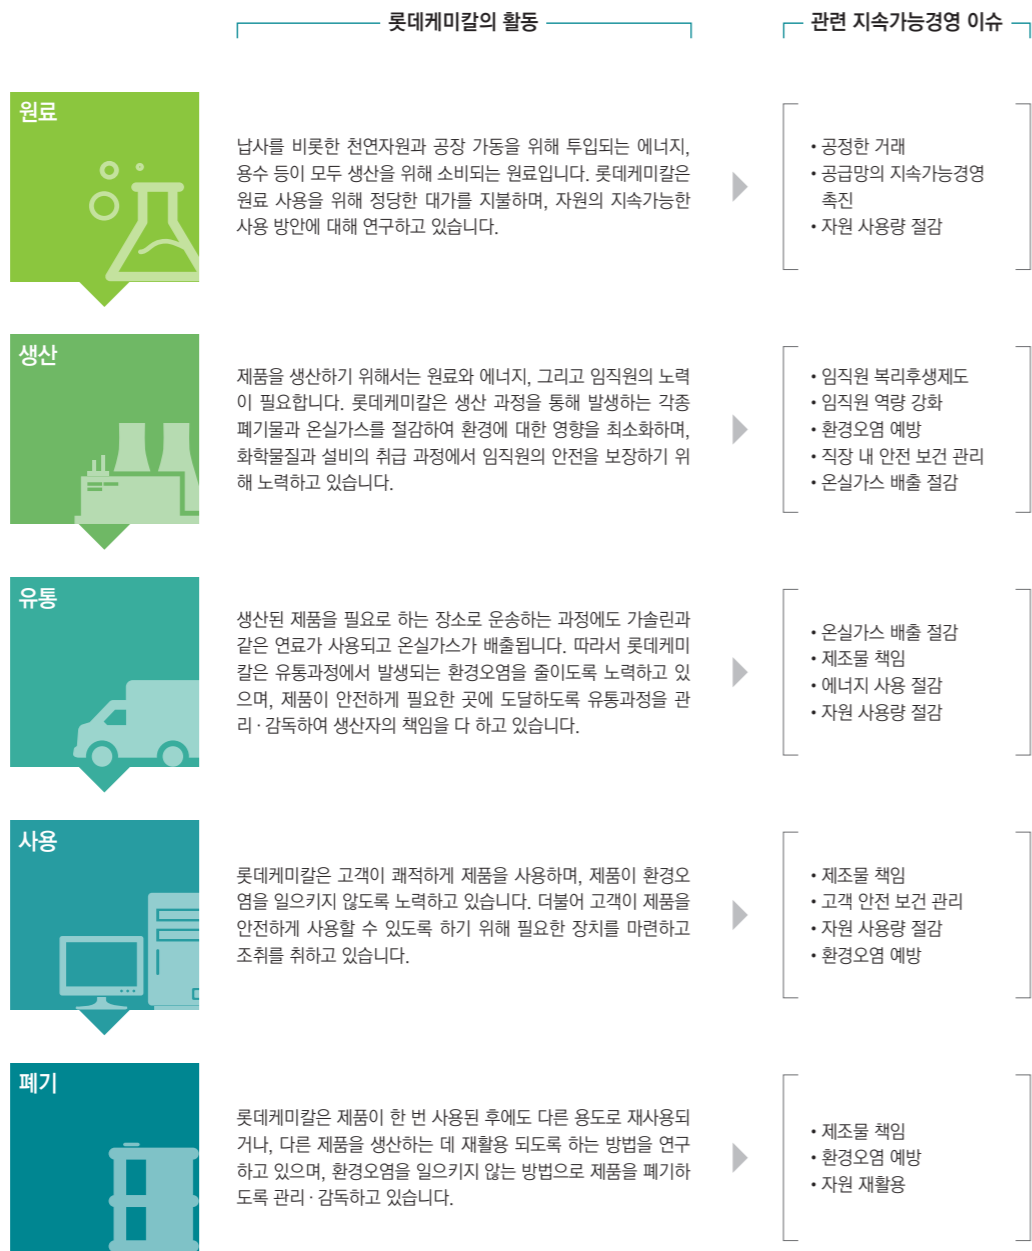 롯데케미칼의 활동
관련 지속가능경영 이슈
원료
납사를 비롯한 천연자원과 공장 가동을 위해 투입되는 에너지,
용수 등이 모두 생산을 위해 소비되는 원료입니다. 롯데케미칼은
원료 사용을 위해 정당한 대가를 지불하며, 자원의 지속가능한
사용 방안에 대해 연구하고 있습니다.
• 공정한 거래
• 공급망의 지속가능경영
촉진
• 자원 사용량 절감
생산
제품을 생산하기 위해서는 원료와 에너지, 그리고 임직원의 노력
이 필요합니다. 롯데케미칼은 생산 과정을 통해 발생하는 각종
폐기물과 온실가스를 절감하여 환경에 대한 영향을 최소화하며,
화학물질과 설비의 취급 과정에서 임직원의 안전을 보장하기 위
해 노력하고 있습니다.
• 임직원 복리후생제도
• 임직원 역량 강화
• 환경오염 예방
• 직장 내 안전 보건 관리
• 온실가스 배출 절감
유통
생산된 제품을 필요로 하는 장소로 운송하는 과정에도 가솔린과
같은 연료가 사용되고 온실가스가 배출됩니다. 따라서 롯데케미
칼은 유통과정에서 발생되는 환경오염을 줄이도록 노력하고 있
으며, 제품이 안전하게 필요한 곳에 도달하도록 유통과정을 관
리·감독하여 생산자의 책임을 다 하고 있습니다.
• 온실가스 배출 절감
• 제조물 책임
• 에너지 사용 절감
• 자원 사용량 절감
사용
롯데케미칼은 고객이 쾌적하게 제품을 사용하며, 제품이 환경오
염을 일으키지 않도록 노력하고 있습니다. 더불어 고객이 제품을
안전하게 사용할 수 있도록 하기 위해 필요한 장치를 마련하고
조취를 취하고 있습니다.
• 제조물 책임
• 고객 안전 보건 관리
• 자원 사용량 절감
• 환경오염 예방
폐기
롯데케미칼은 제품이 한 번 사용된 후에도 다른 용도로 재사용되
거나, 다른 제품을 생산하는 데 재활용 되도록 하는 방법을 연구
하고 있으며, 환경오염을 일으키지 않는 방법으로 제품을 폐기하
도록 관리·감독하고 있습니다.
• 제조물 책임
• 환경오염 예방
• 자원 재활용